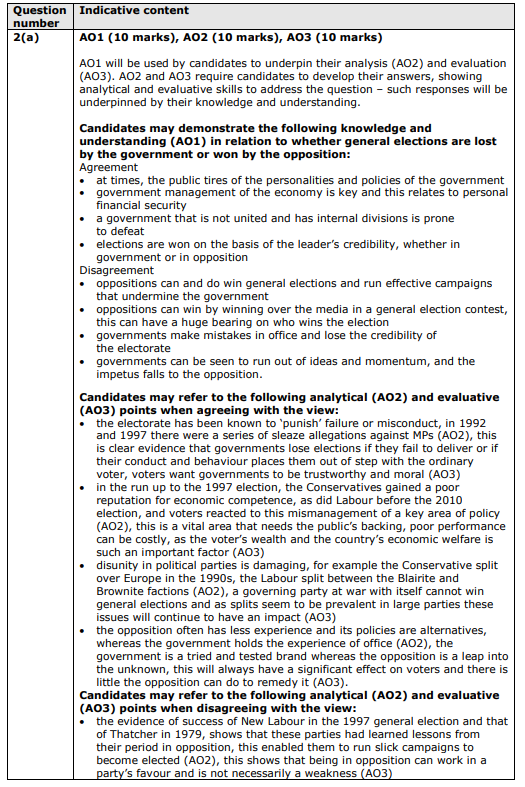 Question number
Indicative content
2(a)
AO1 (10 marks), AO2 (10 marks), AO3 (10 marks)
AO1 will be used by candidates to underpin their analysis (AO2) and evaluation
(AO3). AO2 and AO3 require candidates to develop their answers, showing
analytical and evaluative skills to address the question – such responses will be
underpinned by their knowledge and understanding.
Candidates may demonstrate the following knowledge and
understanding (AO1) in relation to whether general elections are lost
by the government or won by the opposition:
Agreement
• at times, the public tires of the personalities and policies of the government
• government management of the economy is key and this relates to personal
financial security
• a government that is not united and has internal divisions is prone
to defeat
• elections are won on the basis of the leader's credibility, whether in
government or in opposition
Disagreement
• oppositions can and do win general elections and run effective campaigns
that undermine the government
• oppositions can win by winning over the media in a general election contest,
this can have a huge bearing on who wins the election
• governments make mistakes in office and lose the credibility of
the electorate
• governments can be seen to run out of ideas and momentum, and the
impetus falls to the opposition.
Candidates may refer to the following analytical (AO2) and evaluative
(AO3) points when agreeing with the view:
• the electorate has been known to 'punish' failure or misconduct, in 1992
and 1997 there were a series of sleaze allegations against MPs (AO2), this
is clear evidence that governments lose elections if they fail to deliver or if
their conduct and behaviour places them out of step with the ordinary
voter, voters want governments to be trustworthy and moral (AO3)
• in the run up to the 1997 election, the Conservatives gained a poor
reputation for economic competence, as did Labour before the 2010
election, and voters reacted to this mismanagement of a key area of policy
(AO2), this is a vital area that needs the public's backing, poor performance
can be costly, as the voter's wealth and the country's economic welfare is
such an important factor (AO3)
• disunity in political parties is damaging, for example the Conservative split
over Europe in the 1990s, the Labour split between the Blairite and
Brownite factions (AO2), a governing party at war with itself cannot win
general elections and as splits seem to be prevalent in large parties these
issues will continue to have an impact (AO3)
• the opposition often has less experience and its policies are alternatives,
whereas the government holds the experience of office (AO2), the
government is a tried and tested brand whereas the opposition is a leap into
the unknown, this will always have a significant effect on voters and there is
little the opposition can do to remedy it (AO3).
Candidates may refer to the following analytical (AO2) and evaluative
(AO3) points when disagreeing with the view:
• the evidence of success of New Labour in the 1997 general election and that
of Thatcher in 1979, shows that these parties had learned lessons from
their period in opposition, this enabled them to run slick campaigns to
become elected (AO2), this shows that being in opposition can work in a
party's favour and is not necessarily a weakness (AO3)